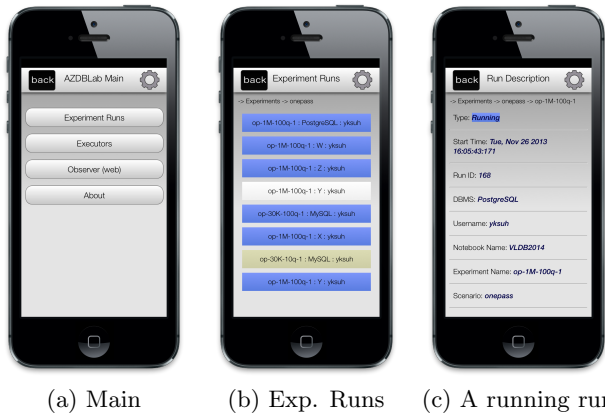 back AZDBLab Main
Experiment Runs
Executors
Observer (web)
About
(a) Main
back Experiment Runs
-> Experiments -> onepass
op-1M-100q-1 : PostgreSQL : yksuh
op-1M-100q-1 : W : yksuh
op-1M-100q-1 : Z : yksuh
op-1M-100q-1 : Y : yksuh
op-30K-10q-1 : MySQL : yksuh
op-1M-100q-1 : X : yksuh
op-30K-10q-1 : MySQL : yksuh
op-1M-100q-1 : Y : yksuh
(b) Exp. Runs
back Run Description
-> Experiments -> onepass -> op-1M-100q-1
Type: Running
Start Time: Tue, Nov 26 2013
16:05:43:171
Run ID: 168
DBMS: PostgreSQL
Username: yksuh
Notebook Name: VLDB2014
Experiment Name: op-1M-100q-1
Scenario: onepass
(c) A running run